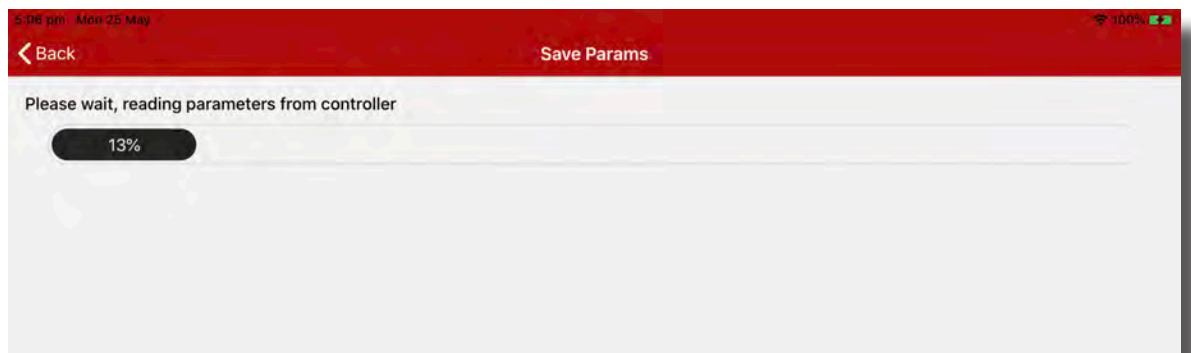 5:06 pm Mon 25 May 100%
Back Save Params
Please wait, reading parameters from controller
13%